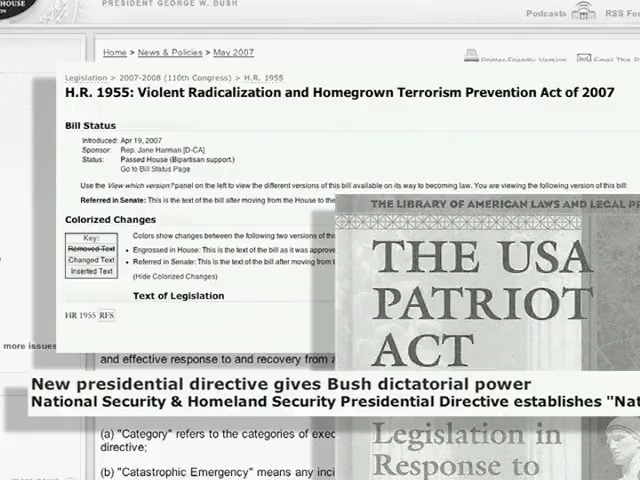 HOUSE
PRESIDENT GEORGE W. BUSH
Podcasts
RSS Fee
Home > News & Policies > May 2007
Printer-Friendly Version
Email This P
Legislation > 2007-2008 (110th Congress) > H.R. 1955
H.R. 1955: Violent Radicalization and Homegrown Terrorism Prevention Act of 2007
Bill Status
Introduced: Apr 19, 2007
Sponsor: Rep. Jane Harman [D-CA]
Status: Passed House (Bipartisan support.)
Go to Bill Status Page
Use the View which version? panel on the left to view the different versions of this bill available on its way to becoming law. You are viewing the following version of this bill:
Referred in Senate: This is the text of the bill after moving from the House to the
THE LIBRARY OF AMERICAN LAWS AND LEGAL PR
Colorized Changes
Key:
Removed Text
Changed Text
Inserted Text
Colors show changes between the following two versions of this
• Engrossed in House: This is the text of the bill as it was approve
• Referred in Senate: This is the text of the bill after moving from t
(Hide Colorized Changes)
THE USA
PATRIOT
ACT
Text of Legislation
HR 1955 RFS
more issues
and effective response to and recovery from a
New presidential directive gives Bush dictatorial power
National Security & Homeland Security Presidential Directive establishes "Nat
(a) "Category" refers to the categories of exec
directive;
(b) "Catastrophic Emergency" means any inci
Legislation in
Response to